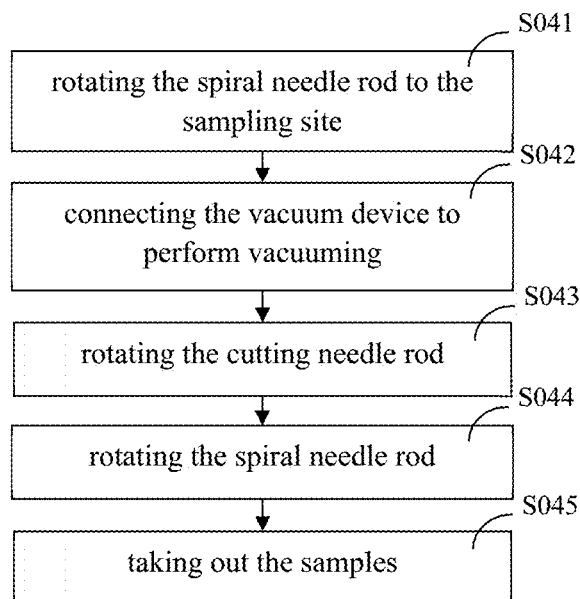 S041
rotating the spiral needle rod to the
sampling site
S042
connecting the vacuum device to
perform vacuuming
S043
rotating the cutting needle rod
S044
rotating the spiral needle rod
S045
taking out the samples